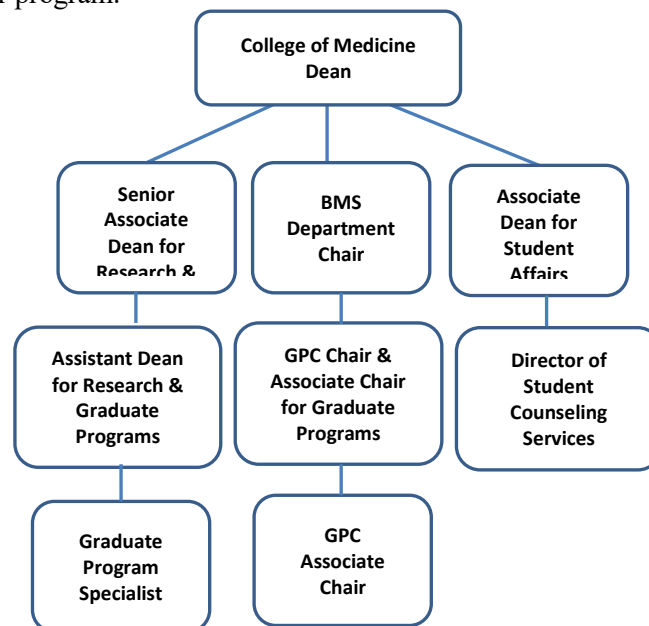 program.
College of Medicine
Dean
Senior
Associate
Dean for
Research &
BMS
Department
Chair
Associate
Dean for
Student
Affairs
Assistant Dean
for Research &
Graduate
Programs
GPC Chair &
Associate Chair
for Graduate
Programs
Director of
Student
Counseling
Services
Graduate
Program
Specialist
GPC
Associate
Chair